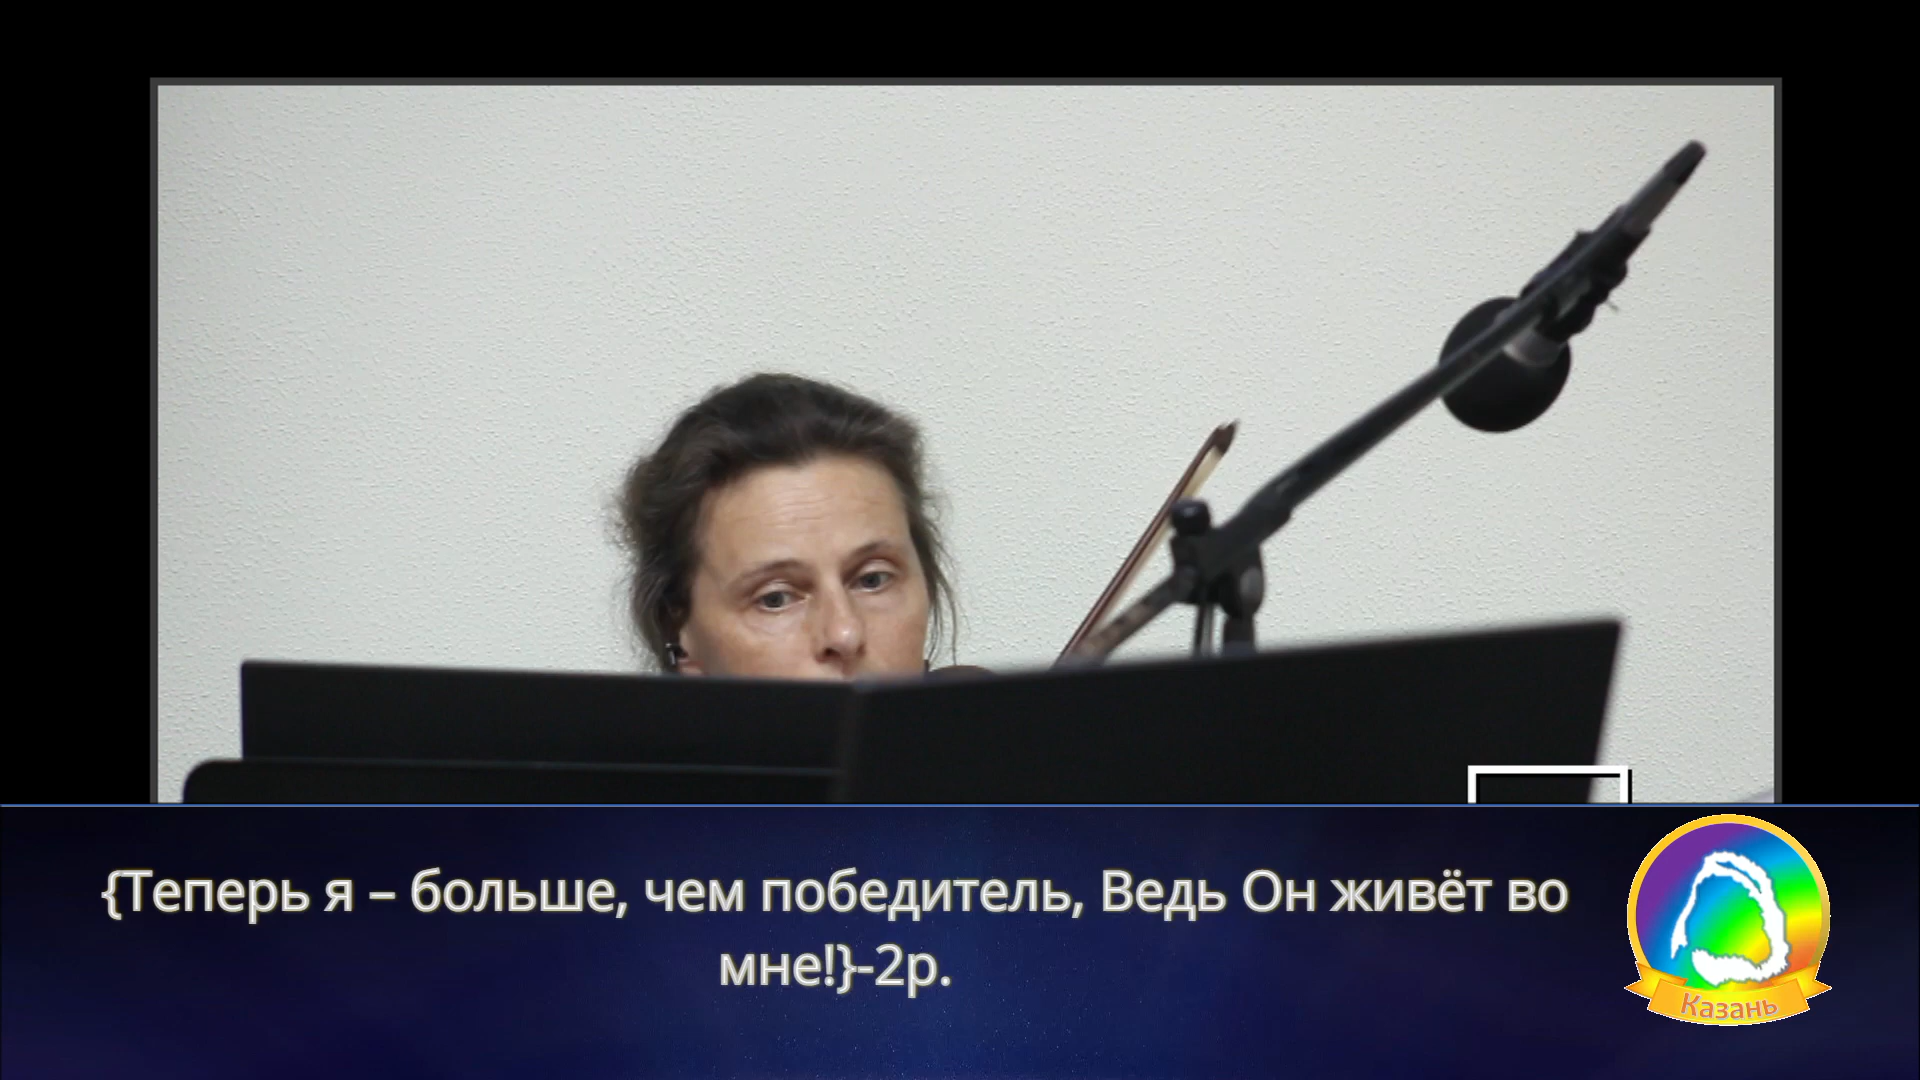 {Теперь я – больше, чем победитель, Ведь Он живёт во
мне!}-2р.
Казань